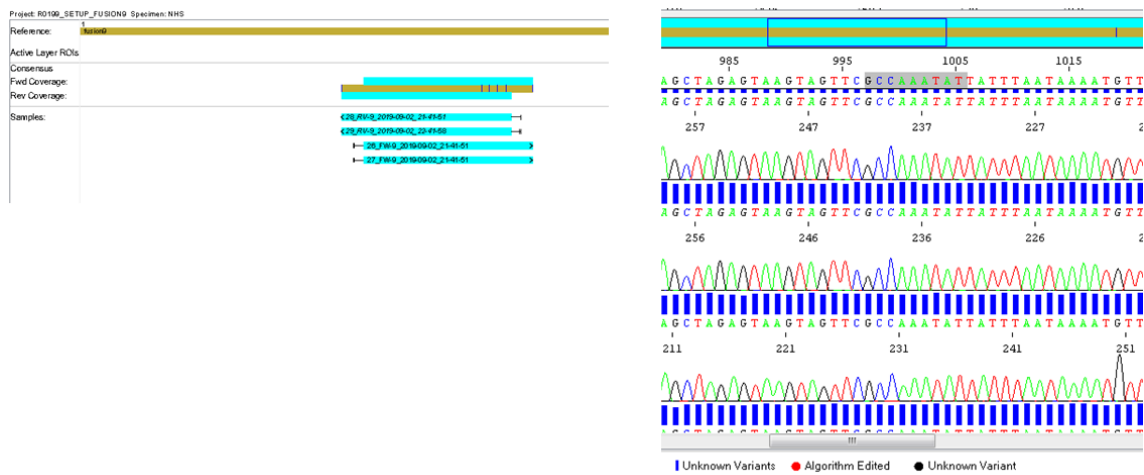 Project: R0199_SETUP_FUSION9 Specimen: NHS
1
Reference: fusion9
Active Layer ROIs
Consensus
Fwd Coverage:
Rev Coverage:
Samples:
28_RV-9_2019-09-02_21-41-51
29_RV-9_2019-09-02_23-41-58
26_FW-9_2019-09-02_21-41-51
27_FW-9_2019-09-02_21-41-51
985 995 1005 1015
AGCTAGAGTAAGTAGTTCGCCAAATATTATTTAATAAAATGTT
AGCTAGAGTAAGTAGTTCGCCAAATATTATTTAATAAAATGTT
257 247 237 227
AGCTAGAGTAAGTAGTTCGCCAAATATTATTTAATAAAATGTT
256 246 236 226
AGCTAGAGTAAGTAGTTCGCCAAATATTATTTAATAAAATGTT
211 221 231 241 251
Unknown Variants Algorithm Edited Unknown Variant